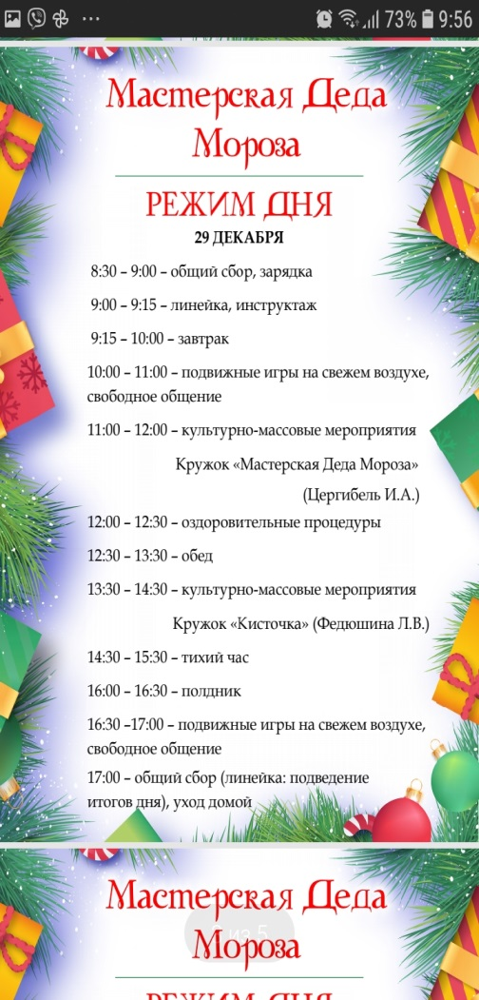 73% 9:56
Мастерская Деда
Мороза
РЕЖИМ ДНЯ
29 ДЕКАБРЯ
8:30 – 9:00 – общий сбор, зарядка
9:00 – 9:15 – линейка, инструктаж
9:15 – 10:00 – завтрак
10:00 – 11:00 – подвижные игры на свежем воздухе,
свободное общение
11:00 – 12:00 – культурно-массовые мероприятия
Кружок «Мастерская Деда Мороза»
(Цергибель И.А.)
12:00 – 12:30 – оздоровительные процедуры
12:30 – 13:30 – обед
13:30 – 14:30 – культурно-массовые мероприятия
Кружок «Кисточка» (Федюшина Л.В.)
14:30 – 15:30 – тихий час
16:00 – 16:30 – полдник
16:30 –17:00 – подвижные игры на свежем воздухе,
свободное общение
17:00 – общий сбор (линейка: подведение
итогов дня), уход домой
Мастерская Деда
из 5
Мороза
РЕЖИМ ДНЯ